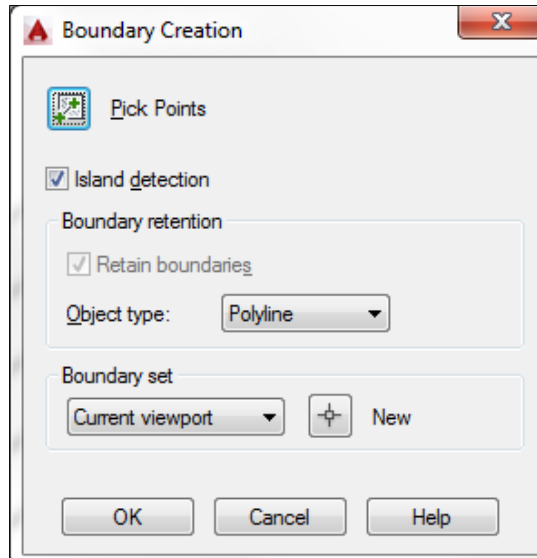 Boundary Creation
Pick Points
Island detection
Boundary retention
Retain boundaries
Object type: Polyline
Boundary set
Current viewport New
OK Cancel Help